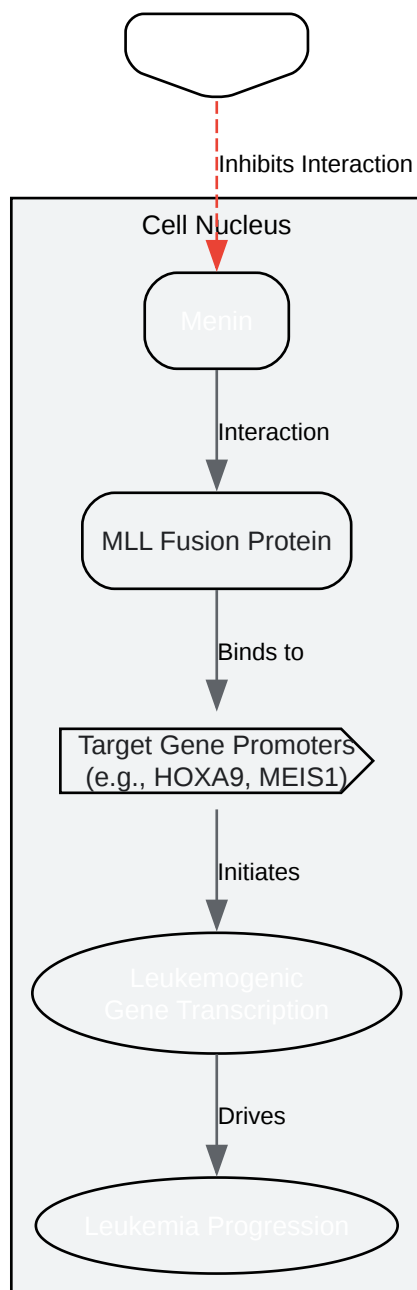 Inhibits Interaction
Cell Nucleus
Menin
Interaction
MLL Fusion Protein
Binds to
Target Gene Promoters
(e.g., HOXA9, MEIS1)
Initiates
Leukemogenic
Gene Transcription
Drives
Leukemia Progression